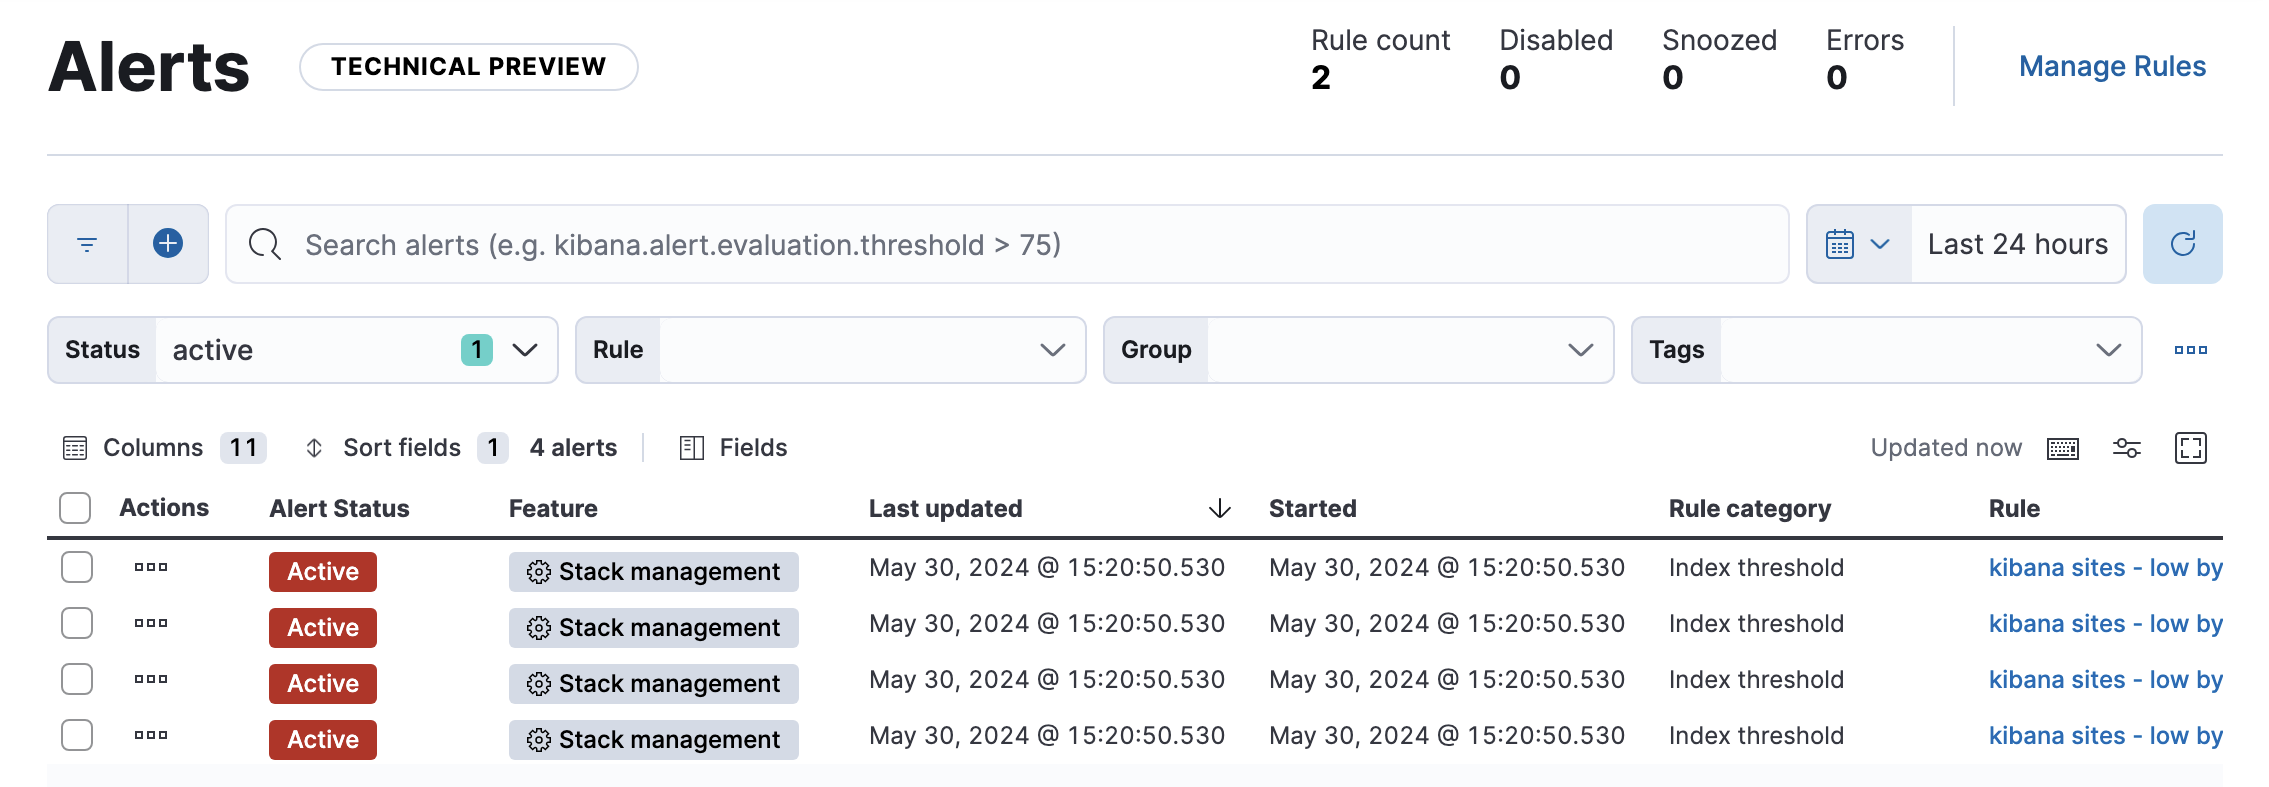 Alerts TECHNICAL PREVIEW Rule count 2 Disabled 0 Snoozed 0 Errors 0 Manage Rules
Search alerts (e.g. kibana.alert.evaluation.threshold > 75) Last 24 hours
Status active 1 Rule Group Tags
Columns 11 Sort fields 1 4 alerts Fields Updated now
Actions Alert Status Feature Last updated Started Rule category Rule
Active Stack management May 30, 2024 @ 15:20:50.530 May 30, 2024 @ 15:20:50.530 Index threshold kibana sites - low by
Active Stack management May 30, 2024 @ 15:20:50.530 May 30, 2024 @ 15:20:50.530 Index threshold kibana sites - low by
Active Stack management May 30, 2024 @ 15:20:50.530 May 30, 2024 @ 15:20:50.530 Index threshold kibana sites - low by
Active Stack management May 30, 2024 @ 15:20:50.530 May 30, 2024 @ 15:20:50.530 Index threshold kibana sites - low by